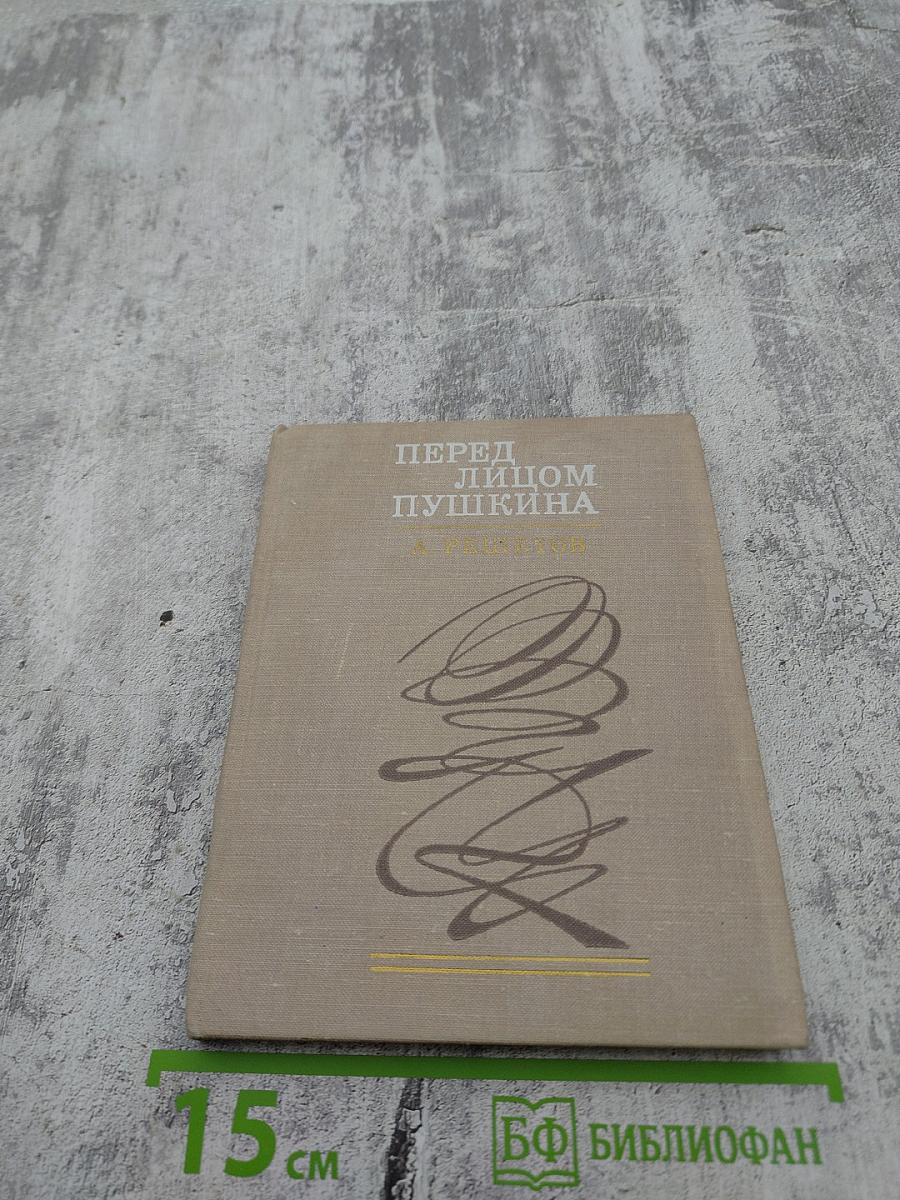 ПЕРЕД
ЛИЦОМ
ПУШКИНА
А. РЕШЕТОВ
15 см
БФ БИБЛИОФАН